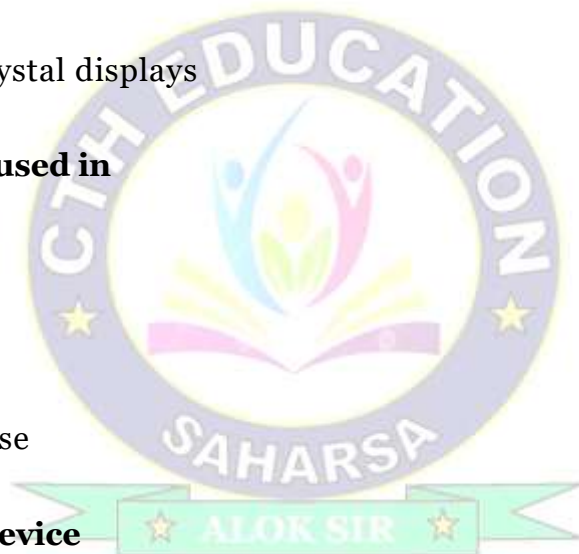 ystal displays
CTH EDUCATION
used in
se
SAHARSA
ALOK SIR
evice